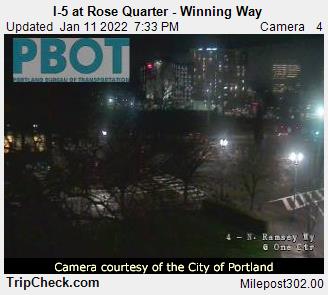 I-5 at Rose Quarter - Winning Way
Updated Jan 11 2022 7:33 PM Camera 4
PBOT
PORTLAND BUREAU OF TRANSPORTATION
4 - N. Ramsey Wy
@ One Ctr
Camera courtesy of the City of Portland
TripCheck.com Milepost302.00